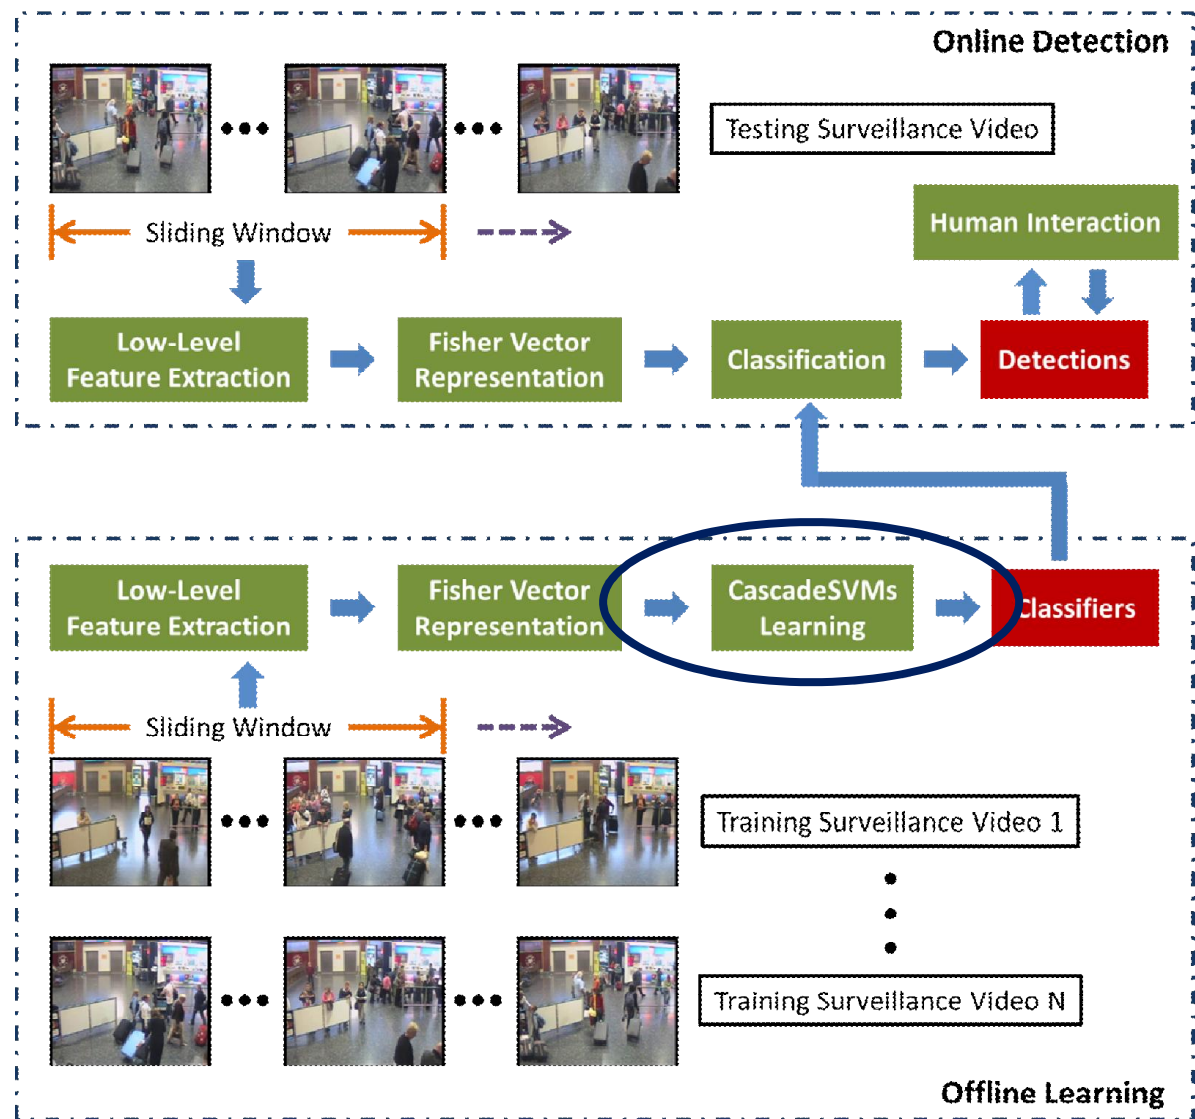 Online Detection
Testing Surveillance Video
Sliding Window
Human Interaction
Low-Level
Feature Extraction
Fisher Vector
Representation
Classification
Detections
Low-Level
Feature Extraction
Fisher Vector
Representation
CascadeSVMs
Learning
Classifiers
Sliding Window
Training Surveillance Video 1
Training Surveillance Video N
Offline Learning